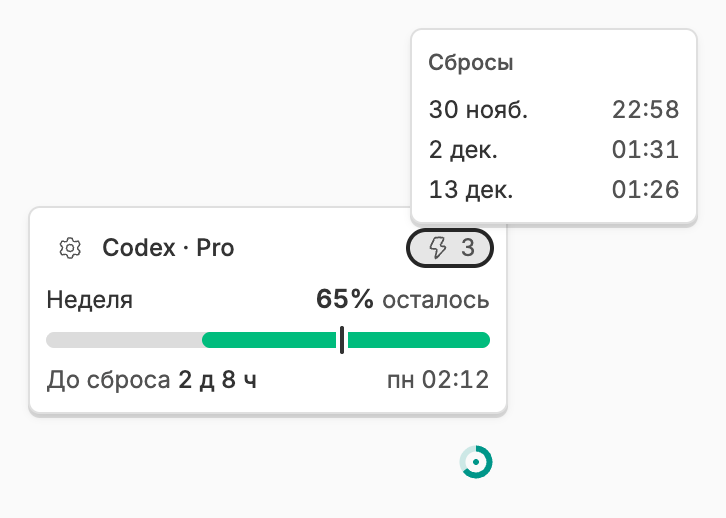 Сбросы
30 нояб. 22:58
2 дек. 01:31
13 дек. 01:26
Codex · Pro 3
Неделя 65% осталось
До сброса 2 д 8 ч пн 02:12